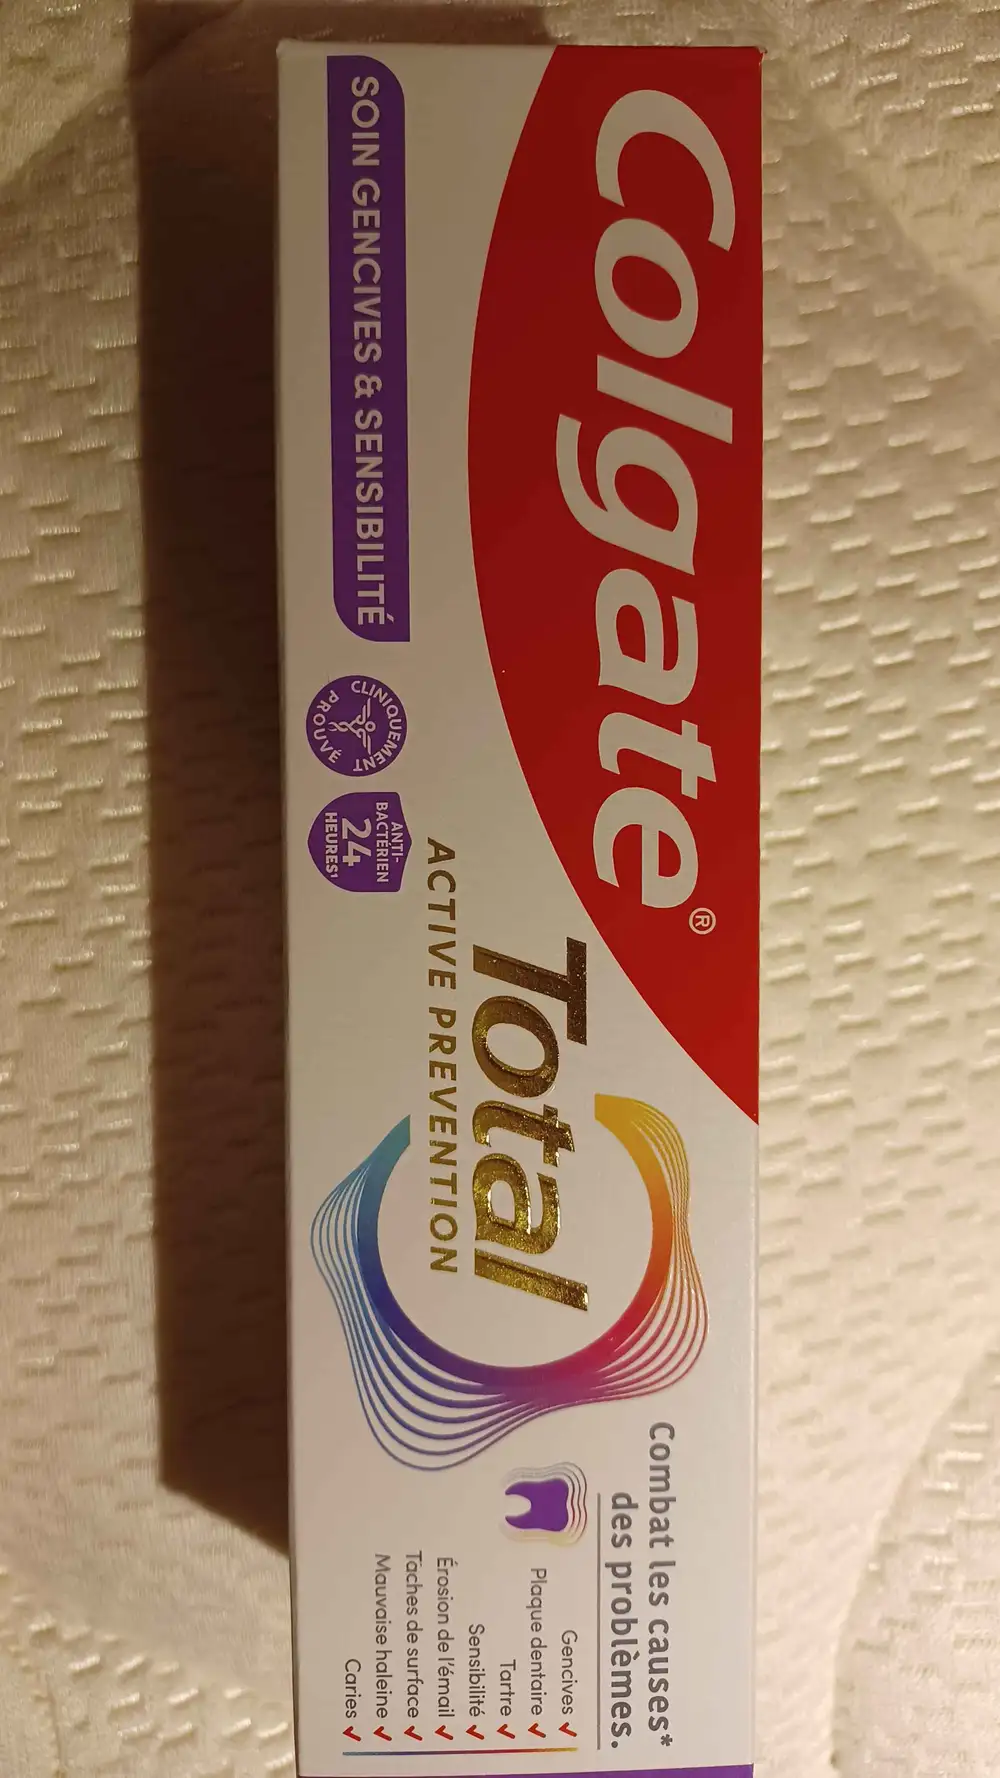 Colgate®
Total
ACTIVE PREVENTION
SOIN GENCIVES & SENSIBILITÉ
CLINIQUEMENT
PROUVÉ
ANTI-
BACTÉRIEN
24
HEURES¹
Combat les causes*
des problèmes.
Gencives ✓
Plaque dentaire ✓
Tartre ✓
Sensibilité ✓
Érosion de l'émail ✓
Taches de surface ✓
Mauvaise haleine ✓
Caries ✓